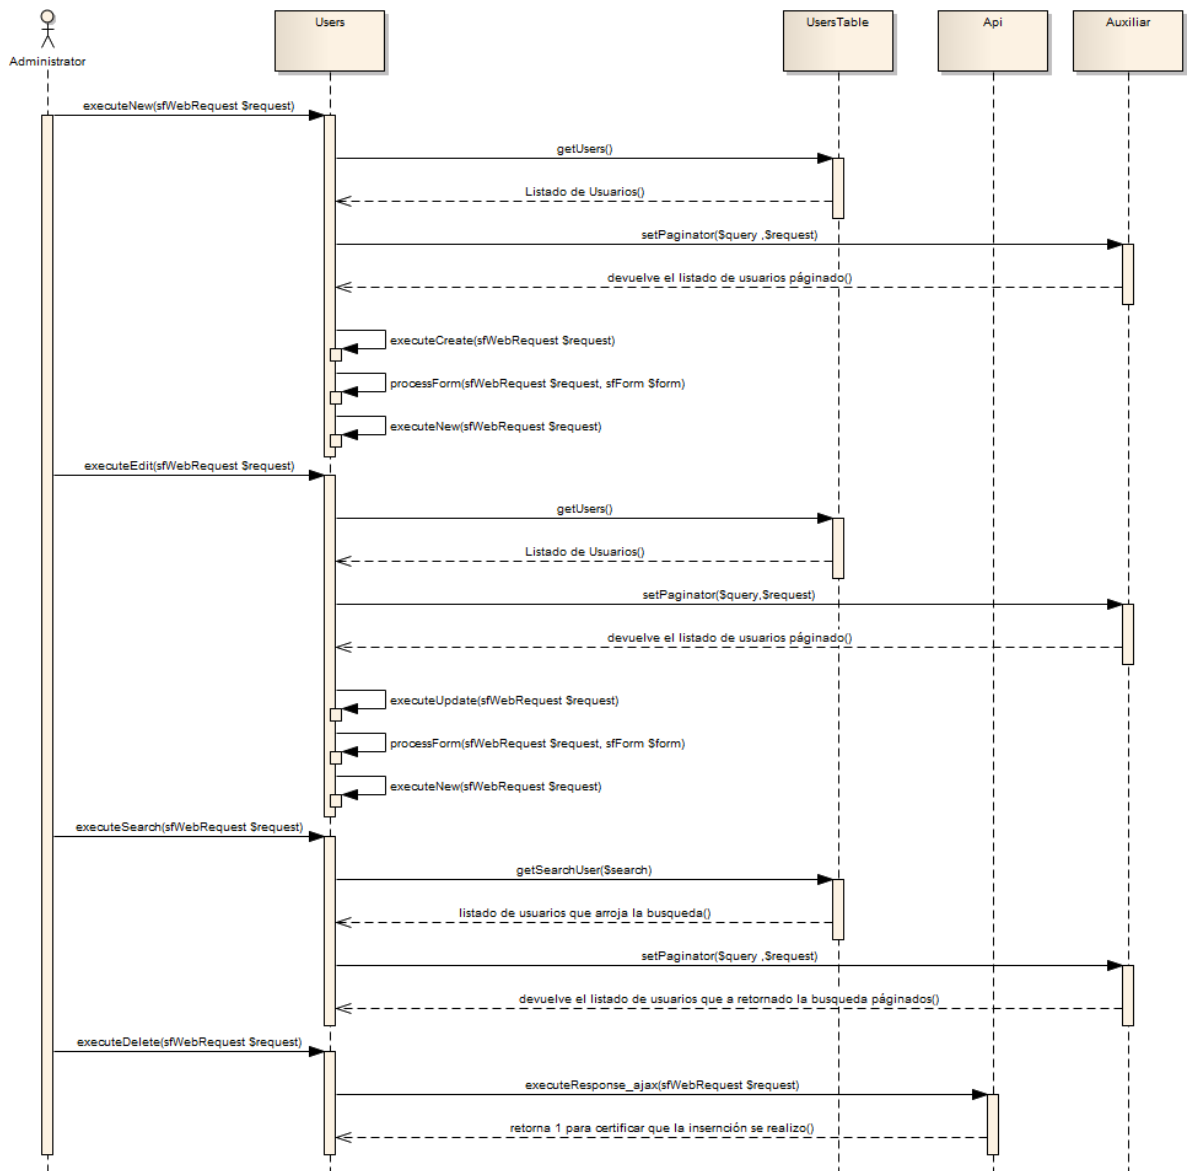 Administrator
Users
UsersTable
Api
Auxiliar
executeNew(sfWebRequest $request)
getUsers()
Listado de Usuarios()
setPaginator($query ,$request)
devuelve el listado de usuarios páginado()
executeCreate(sfWebRequest $request)
processForm(sfWebRequest $request, sfForm $form)
executeNew(sfWebRequest $request)
executeEdit(sfWebRequest $request)
getUsers()
Listado de Usuarios()
setPaginator($query,$request)
devuelve el listado de usuarios páginado()
executeUpdate(sfWebRequest $request)
processForm(sfWebRequest $request, sfForm $form)
executeNew(sfWebRequest $request)
executeSearch(sfWebRequest $request)
getSearchUser($search)
listado de usuarios que arroja la busqueda()
setPaginator($query ,$request)
devuelve el listado de usuarios que a retornado la busqueda páginados()
executeDelete(sfWebRequest $request)
executeResponse_ajax(sfWebRequest $request)
retorna 1 para certificar que la insernción se realizo()